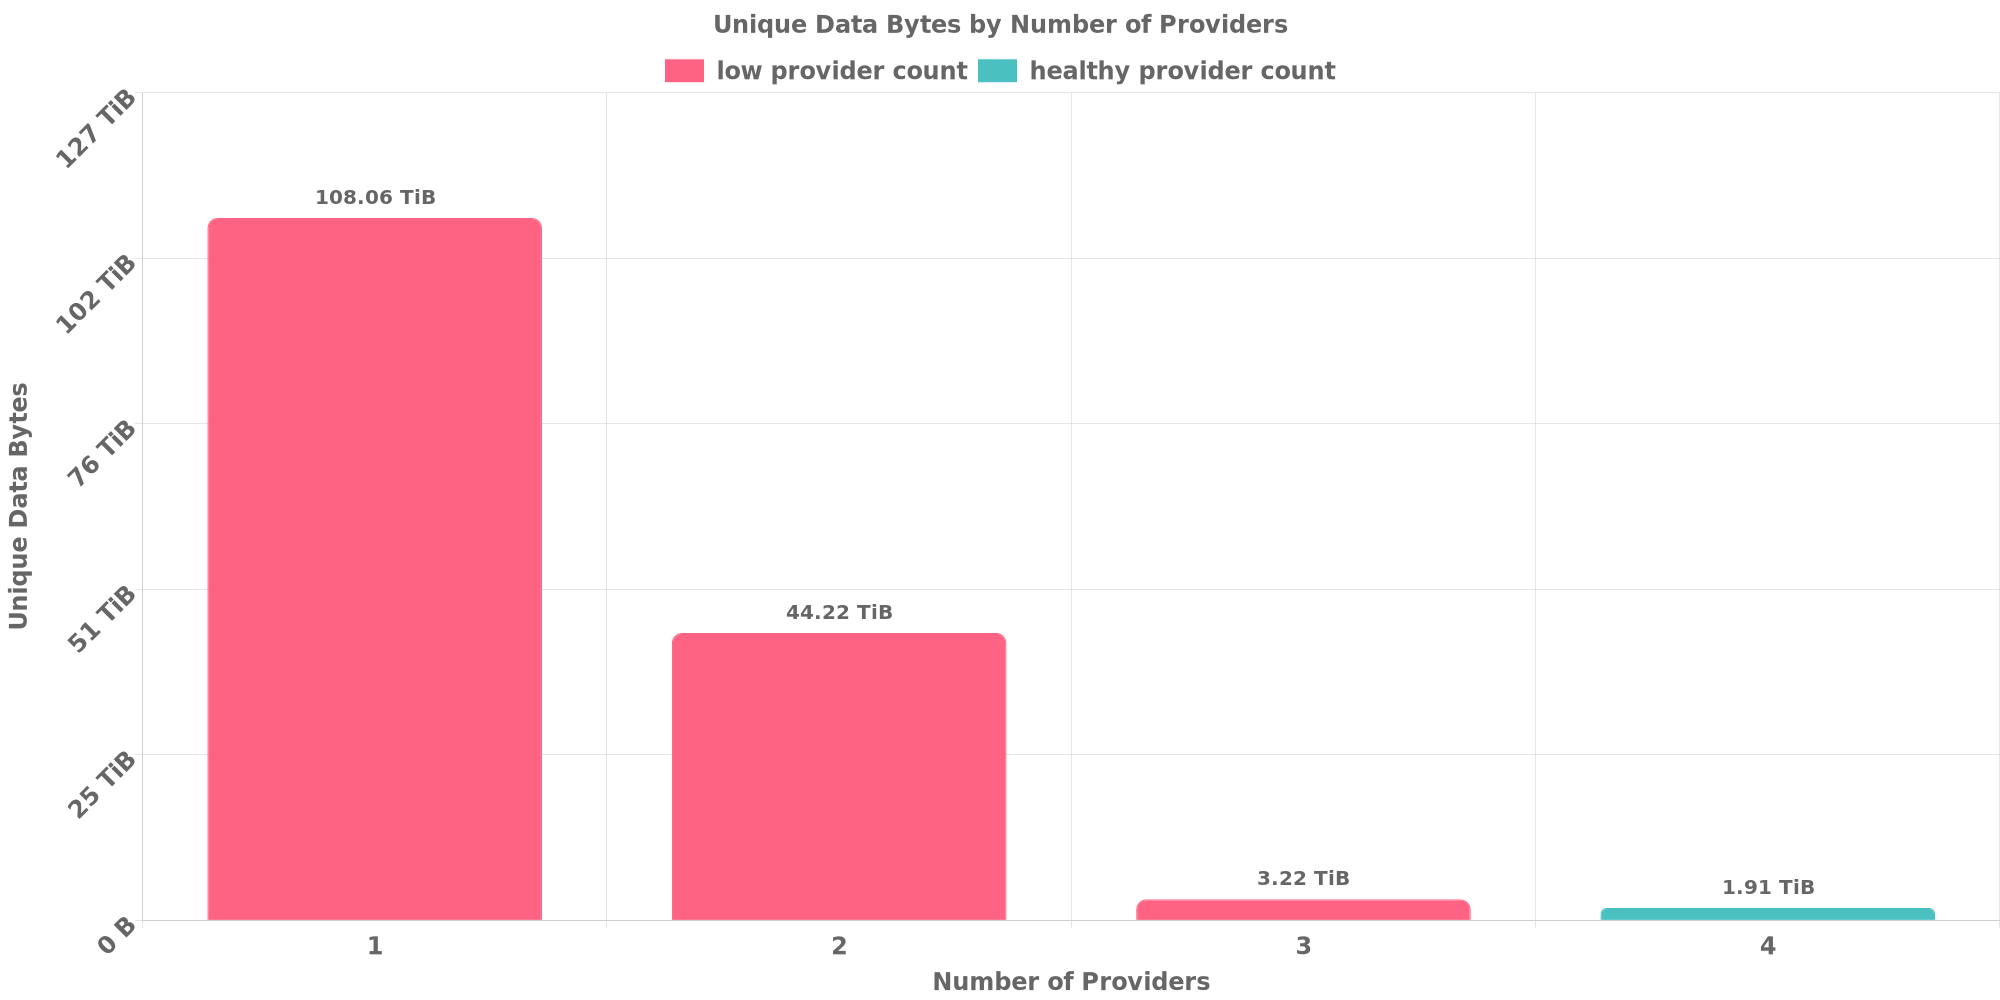 Unique Data Bytes by Number of Providers
low provider count healthy provider count
127 TiB
102 TiB
76 TiB
51 TiB
25 TiB
0 B
Unique Data Bytes
108.06 TiB
44.22 TiB
3.22 TiB
1.91 TiB
1 2 3 4
Number of Providers